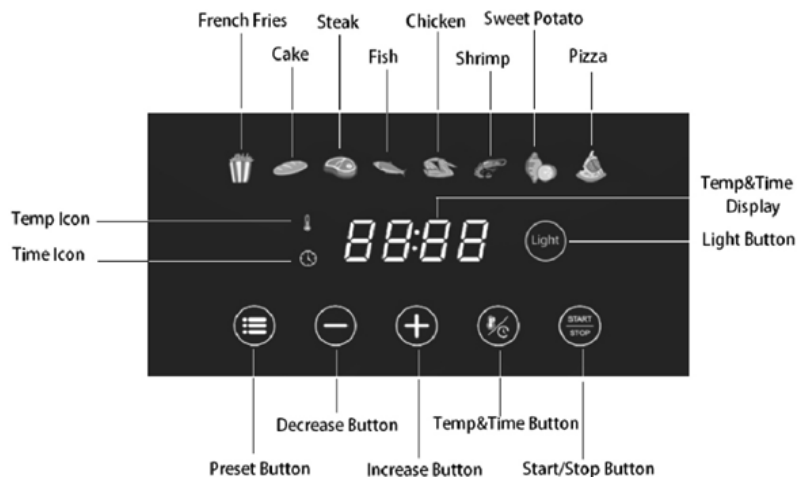 French Fries
Steak
Chicken
Sweet Potato
Cake
Fish
Shrimp
Pizza
Temp&Time
Display
Temp Icon
88:88
Light
Light Button
Time Icon
START
STOP
Decrease Button
Temp&Time Button
Preset Button
Increase Button
Start/Stop Button